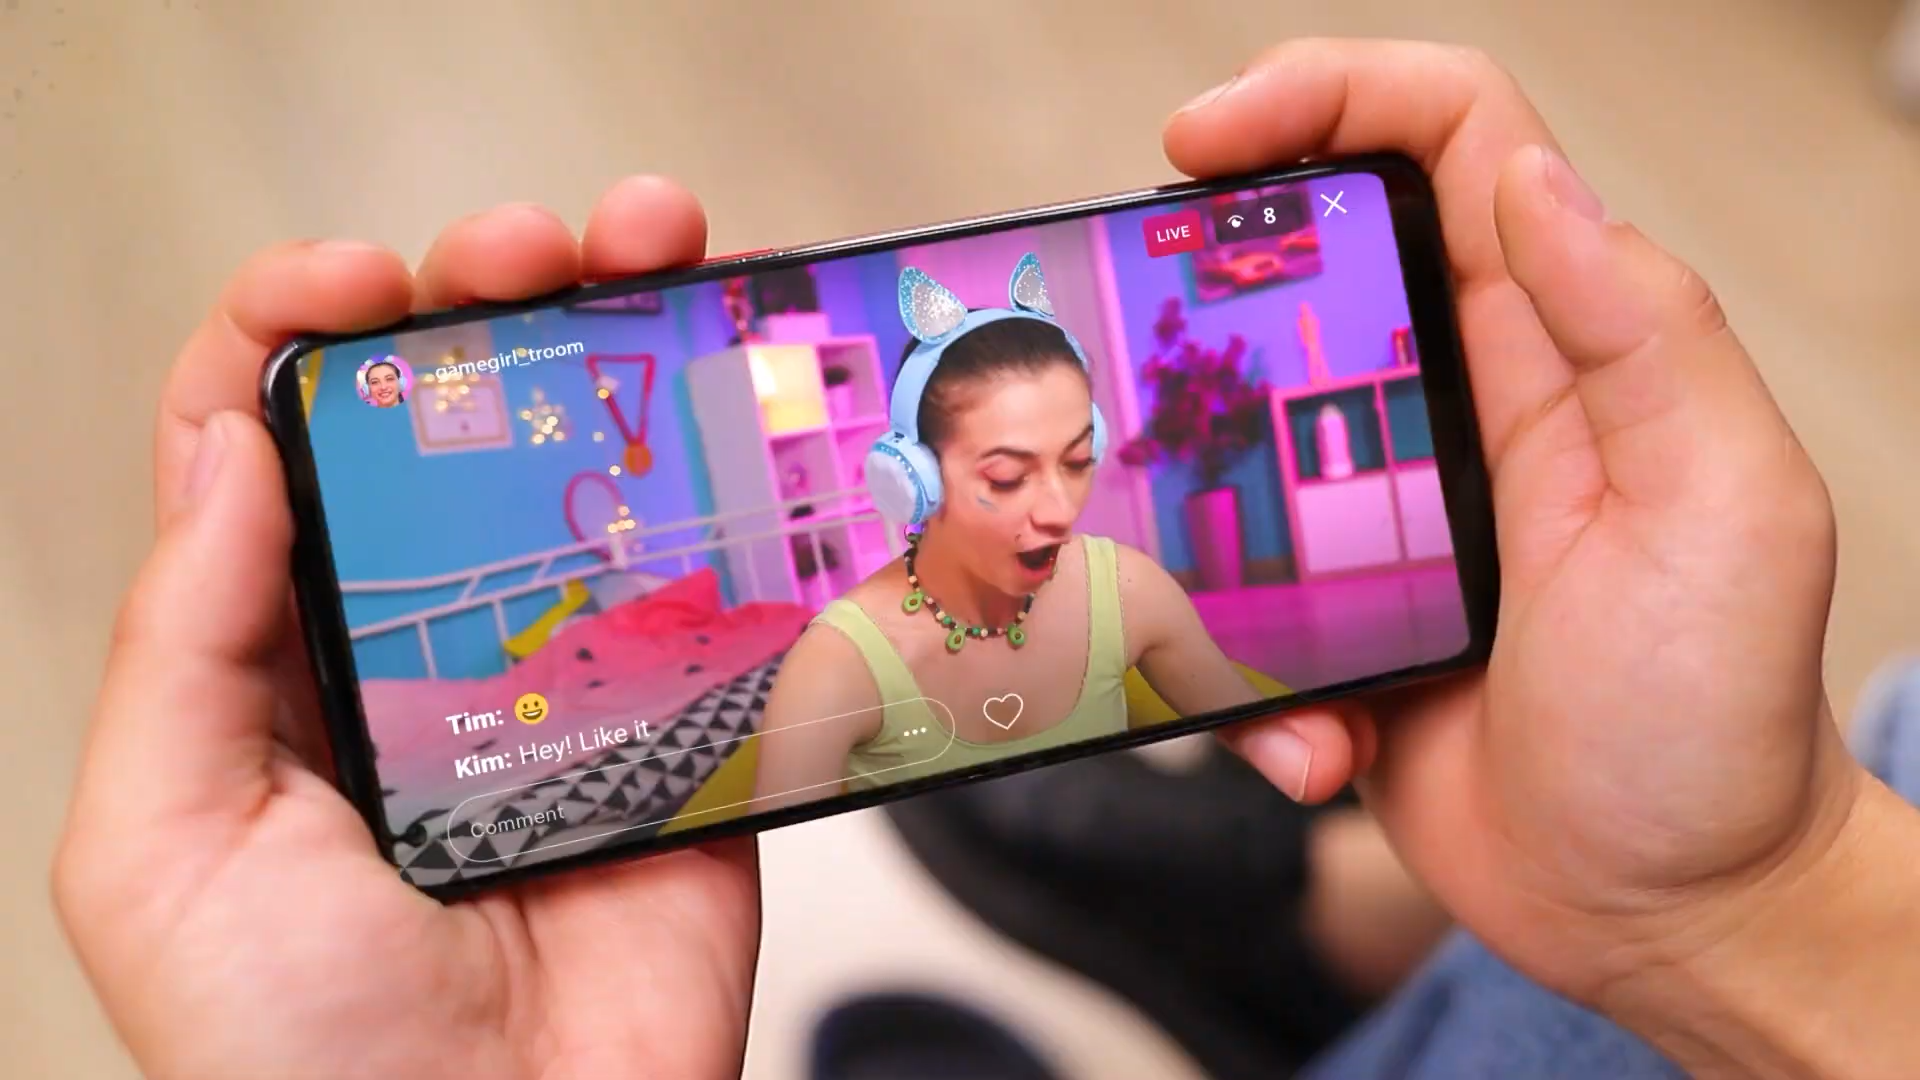 LIVE 8
gamegirl_troom
Tim: 😀
Kim: Hey! Like it
Comment